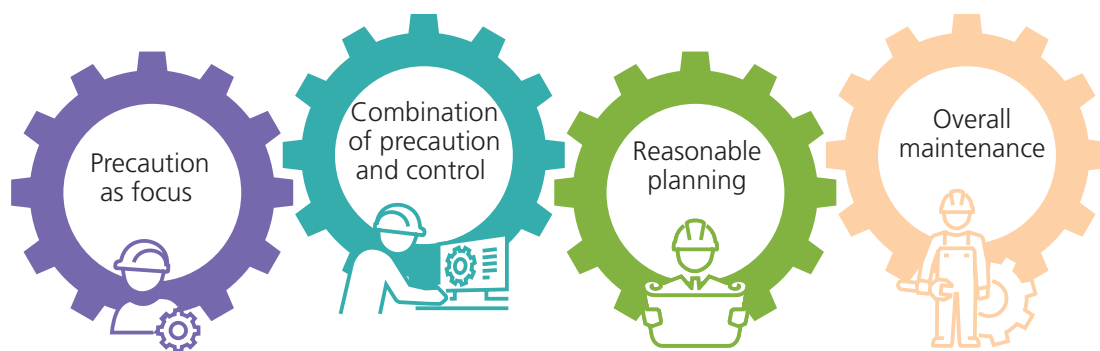 Precaution
as focus
Combination
of precaution
and control
Reasonable
planning
Overall
maintenance